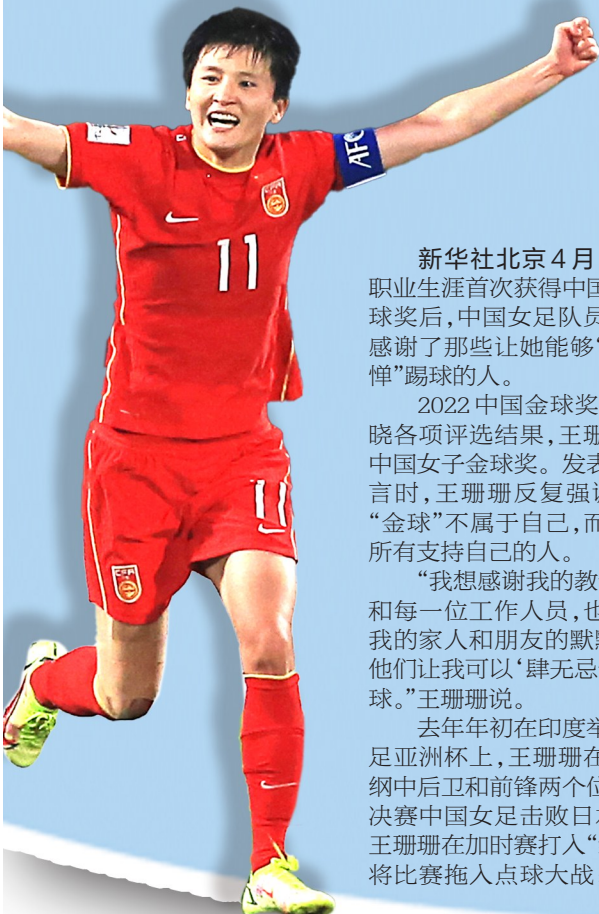 AFC
11
11
CFA
新华社北京4月
职业生涯首次获得中国
球奖后，中国女足队员
感谢了那些让她能够“
惮”踢球的人。
2022中国金球奖
晓各项评选结果，王珊
中国女子金球奖。发表
言时，王珊珊反复强调
“金球”不属于自己，而
所有支持自己的人。
“我想感谢我的教
和每一位工作人员，也
我的家人和朋友的默默
他们让我可以‘肆无忌
球。”王珊珊说。
去年年初在印度举
足亚洲杯上，王珊珊在
纲中后卫和前锋两个位
决赛中国女足击败日本
王珊珊在加时赛打入“
将比赛拖入点球大战